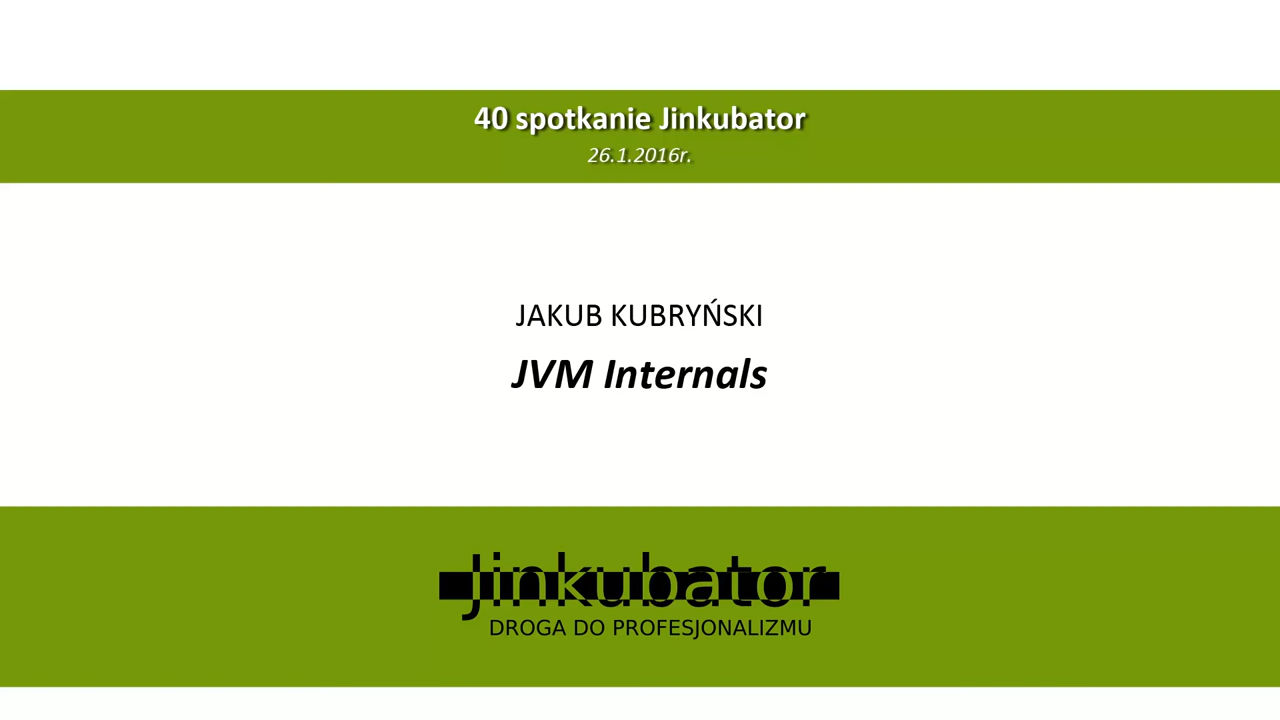 40 spotkanie Jinkubator
26.1.2016r.
JAKUB KUBRYŃSKI
JVM Internals
Jinkubator
DROGA DO PROFESJONALIZMU